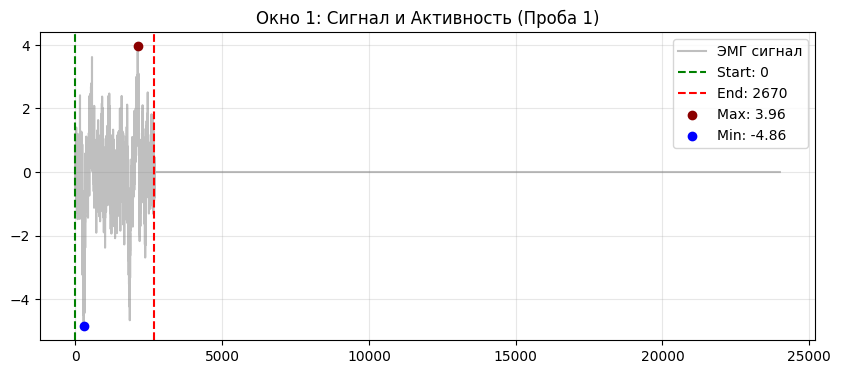 Окно 1: Сигнал и Активность (Проба 1)
ЭМГ сигнал
Start: 0
End: 2670
Max: 3.96
Min: -4.86
4
2
0
−2
−4
0 5000 10000 15000 20000 25000